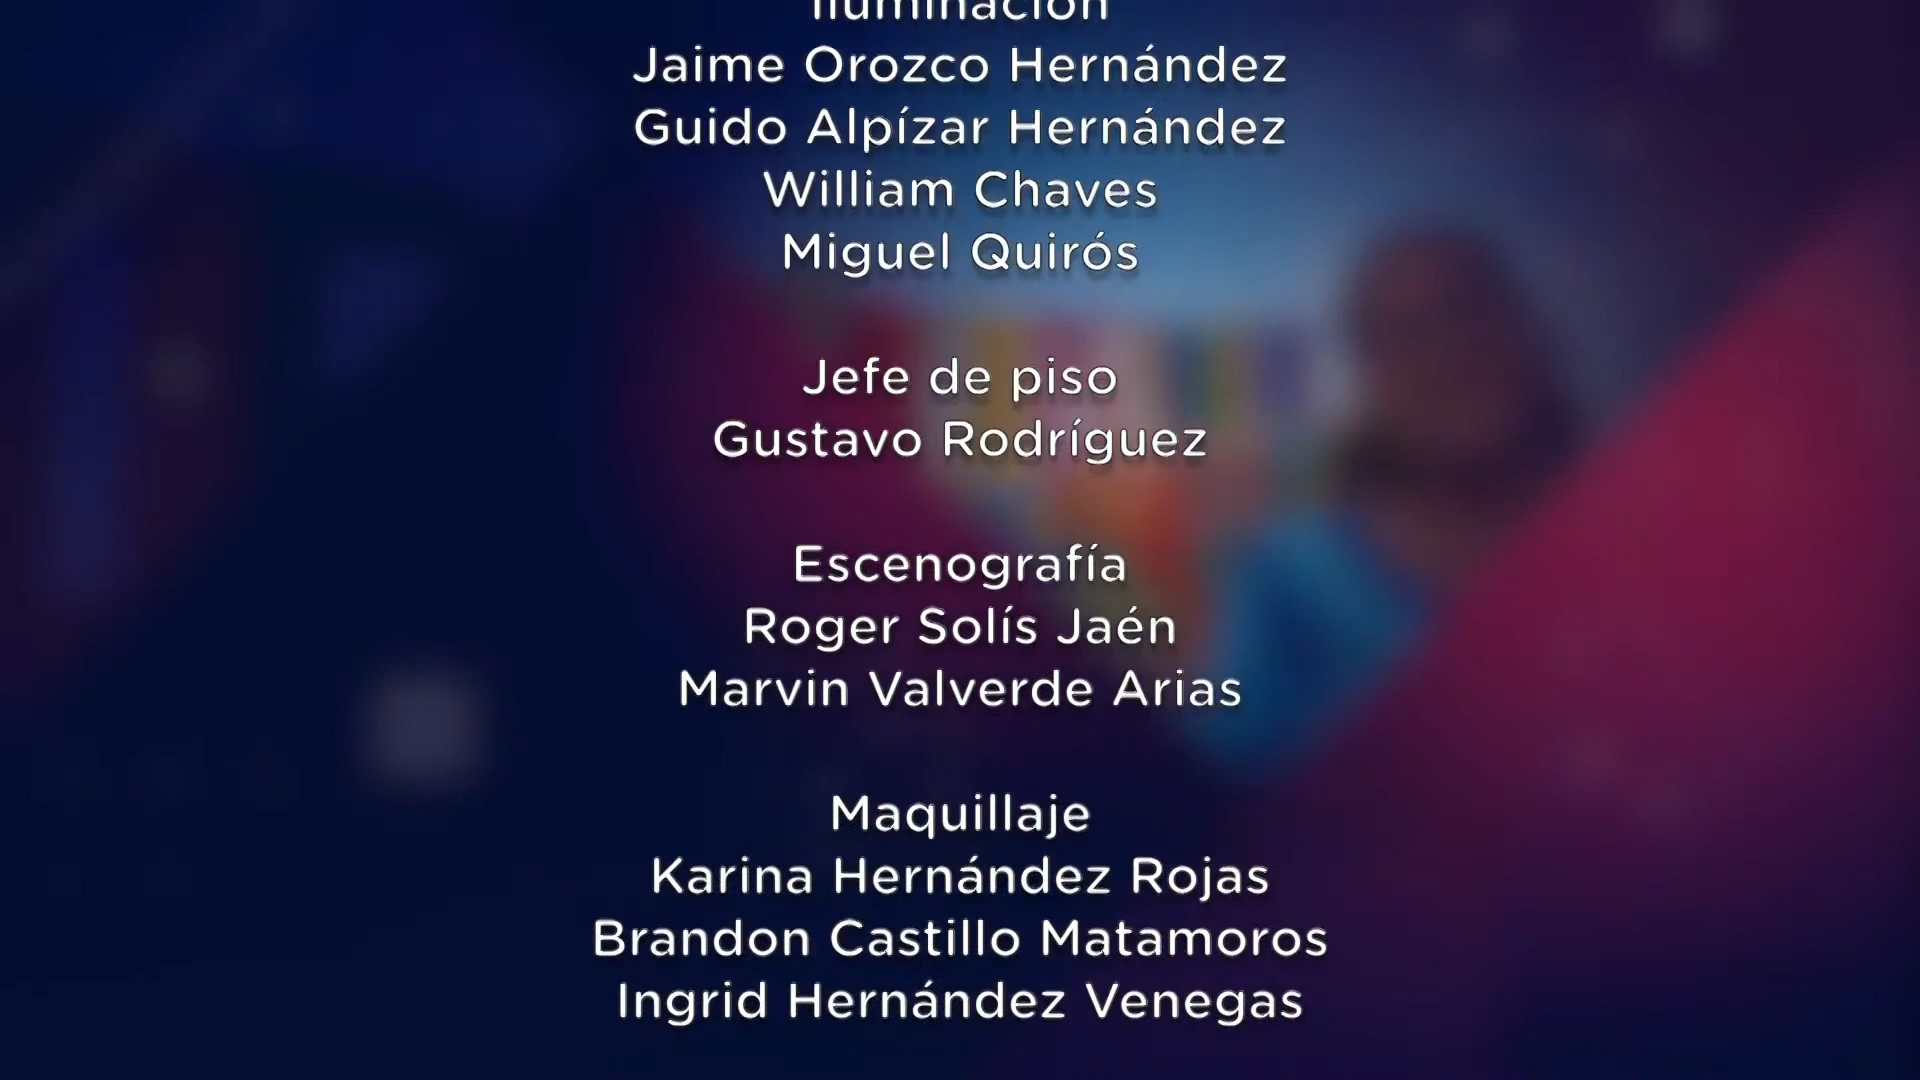 Iluminación
Jaime Orozco Hernández
Guido Alpízar Hernández
William Chaves
Miguel Quirós
Jefe de piso
Gustavo Rodríguez
Escenografía
Roger Solís Jaén
Marvin Valverde Arias
Maquillaje
Karina Hernández Rojas
Brandon Castillo Matamoros
Ingrid Hernández Venegas